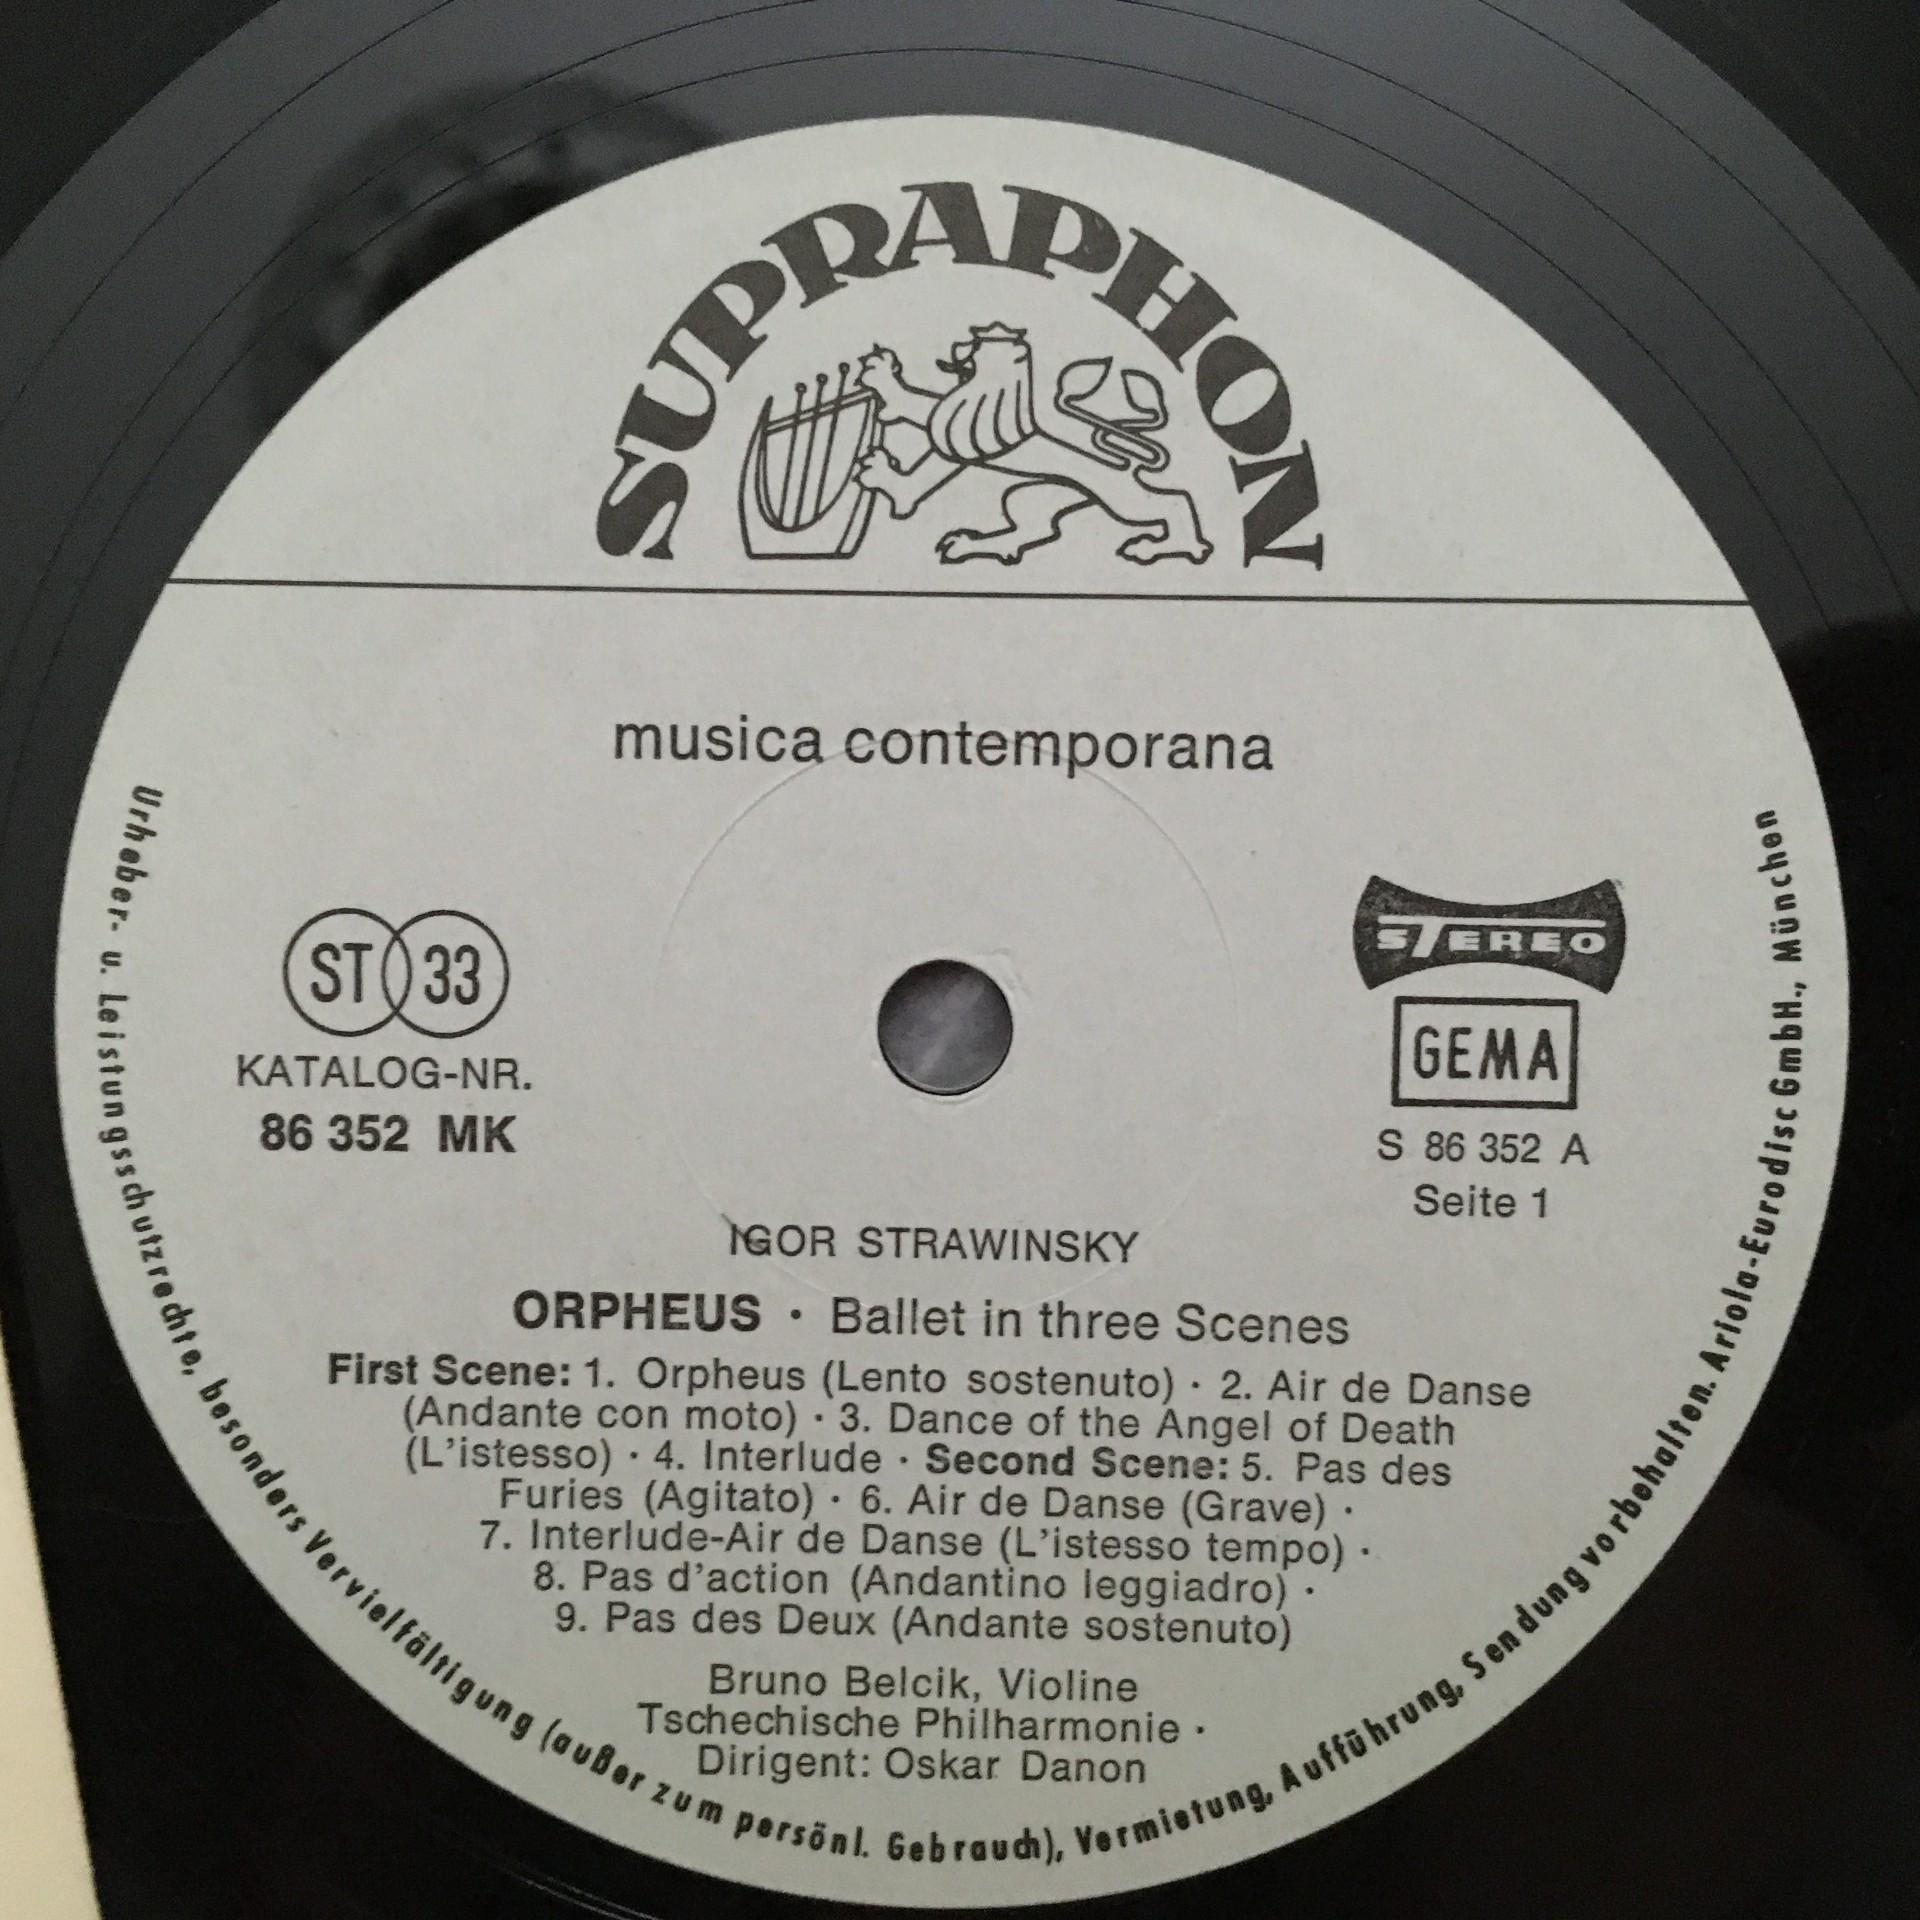 SUPRAPHON
musica contemporana
ST 33
KATALOG-NR.
86 352 MK
STEREO
GEMA
S 86 352 A
Seite 1
IGOR STRAWINSKY
ORPHEUS · Ballet in three Scenes
First Scene: 1. Orpheus (Lento sostenuto) · 2. Air de Danse
(Andante con moto) · 3. Dance of the Angel of Death
(L'istesso) · 4. Interlude · Second Scene: 5. Pas des
Furies (Agitato) · 6. Air de Danse (Grave) ·
7. Interlude-Air de Danse (L'istesso tempo) ·
8. Pas d'action (Andantino leggiadro) ·
9. Pas des Deux (Andante sostenuto)
Bruno Belcik, Violine
Tschechische Philharmonie ·
Dirigent: Oskar Danon
Urheber- u. Leistungsschutzrechte, besonders Vervielfältigung (außer zum persönl. Gebrauch), Vermietung, Aufführung, Sendung vorbehalten. Ariola-Eurodisc GmbH., München